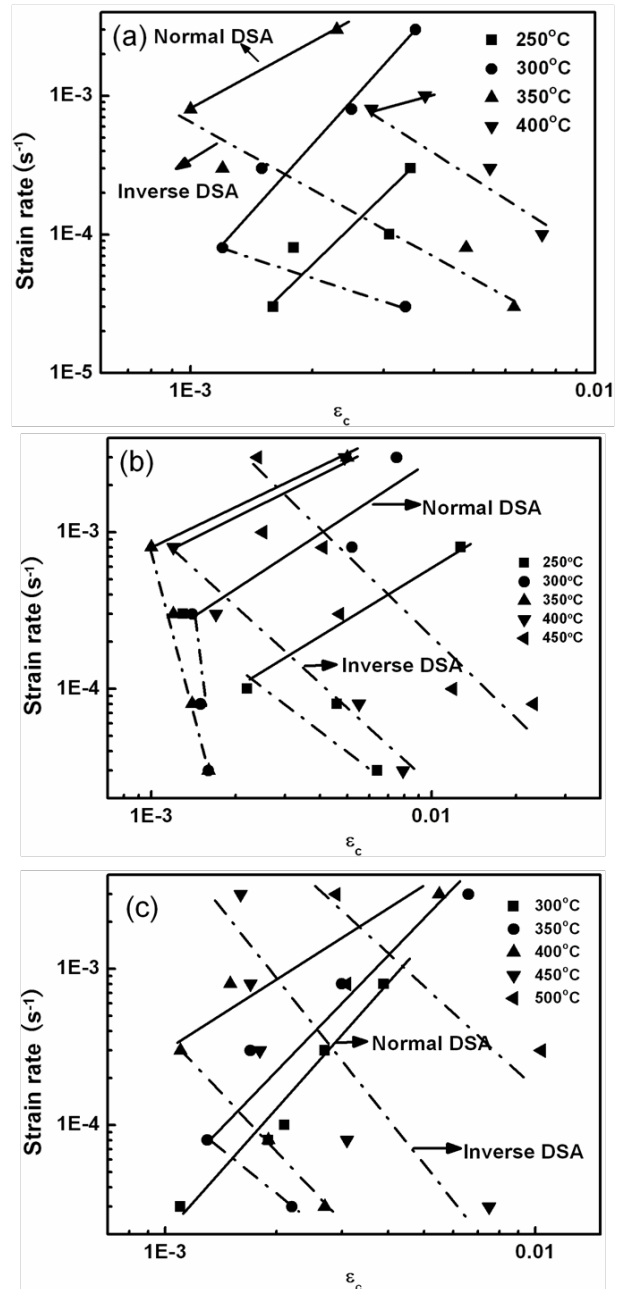 (a)
Normal DSA
Inverse DSA
250°C
300°C
350°C
400°C
1E-3
1E-4
1E-5
Strain rate (s⁻¹)
1E-3
0.01
ε꜀
(b)
Normal DSA
Inverse DSA
250°C
300°C
350°C
400°C
450°C
1E-3
1E-4
Strain rate (s⁻¹)
1E-3
0.01
ε꜀
(c)
300°C
350°C
400°C
450°C
500°C
Normal DSA
Inverse DSA
1E-3
1E-4
Strain rate (s⁻¹)
1E-3
0.01
ε꜀